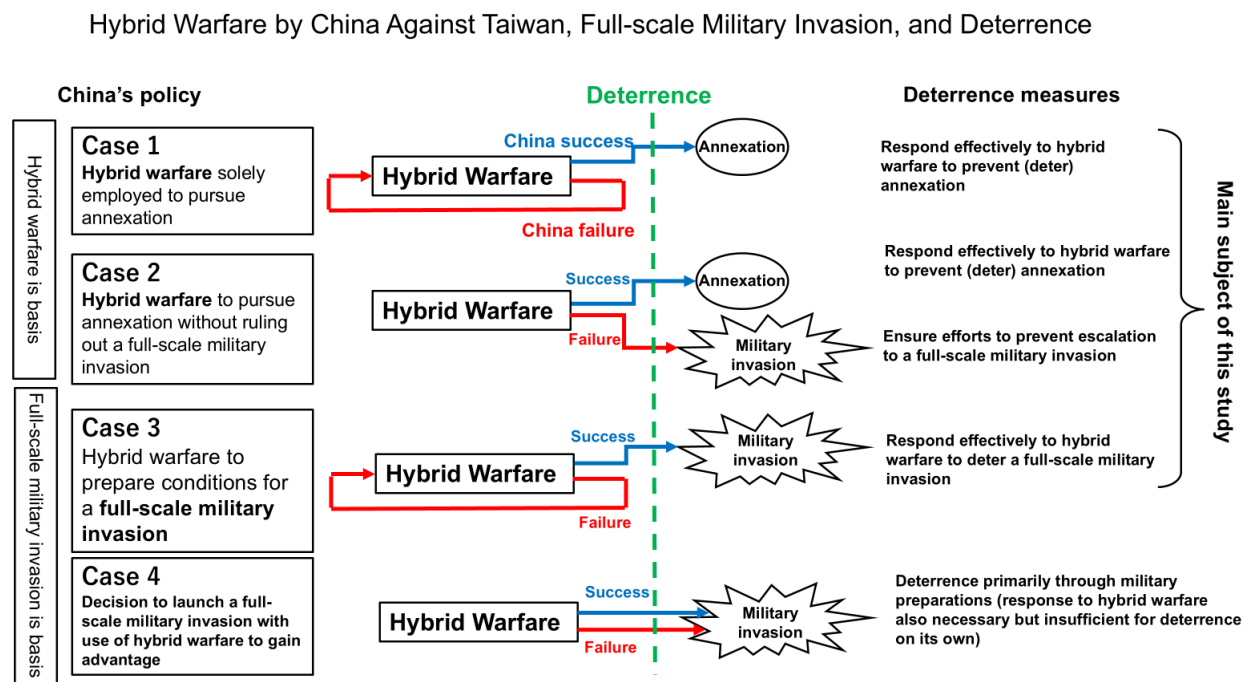 Hybrid Warfare by China Against Taiwan, Full-scale Military Invasion, and Deterrence
China's policy
Deterrence
Deterrence measures
Hybrid warfare is basis
Case 1
Hybrid warfare solely
employed to pursue
annexation
Hybrid Warfare
China success
China failure
Annexation
Respond effectively to hybrid
warfare to prevent (deter)
annexation
Case 2
Hybrid warfare to pursue
annexation without ruling
out a full-scale military
invasion
Hybrid Warfare
Success
Failure
Annexation
Military
invasion
Respond effectively to hybrid warfare
to prevent (deter) annexation
Ensure efforts to prevent escalation
to a full-scale military invasion
Full-scale military invasion is basis
Case 3
Hybrid warfare to
prepare conditions for
a full-scale military
invasion
Hybrid Warfare
Success
Failure
Military
invasion
Respond effectively to hybrid
warfare to deter a full-scale military
invasion
Case 4
Decision to launch a full-
scale military invasion with
use of hybrid warfare to gain
advantage
Hybrid Warfare
Success
Failure
Military
invasion
Deterrence primarily through military
preparations (response to hybrid warfare
also necessary but insufficient for deterrence
on its own)
Main subject of this study